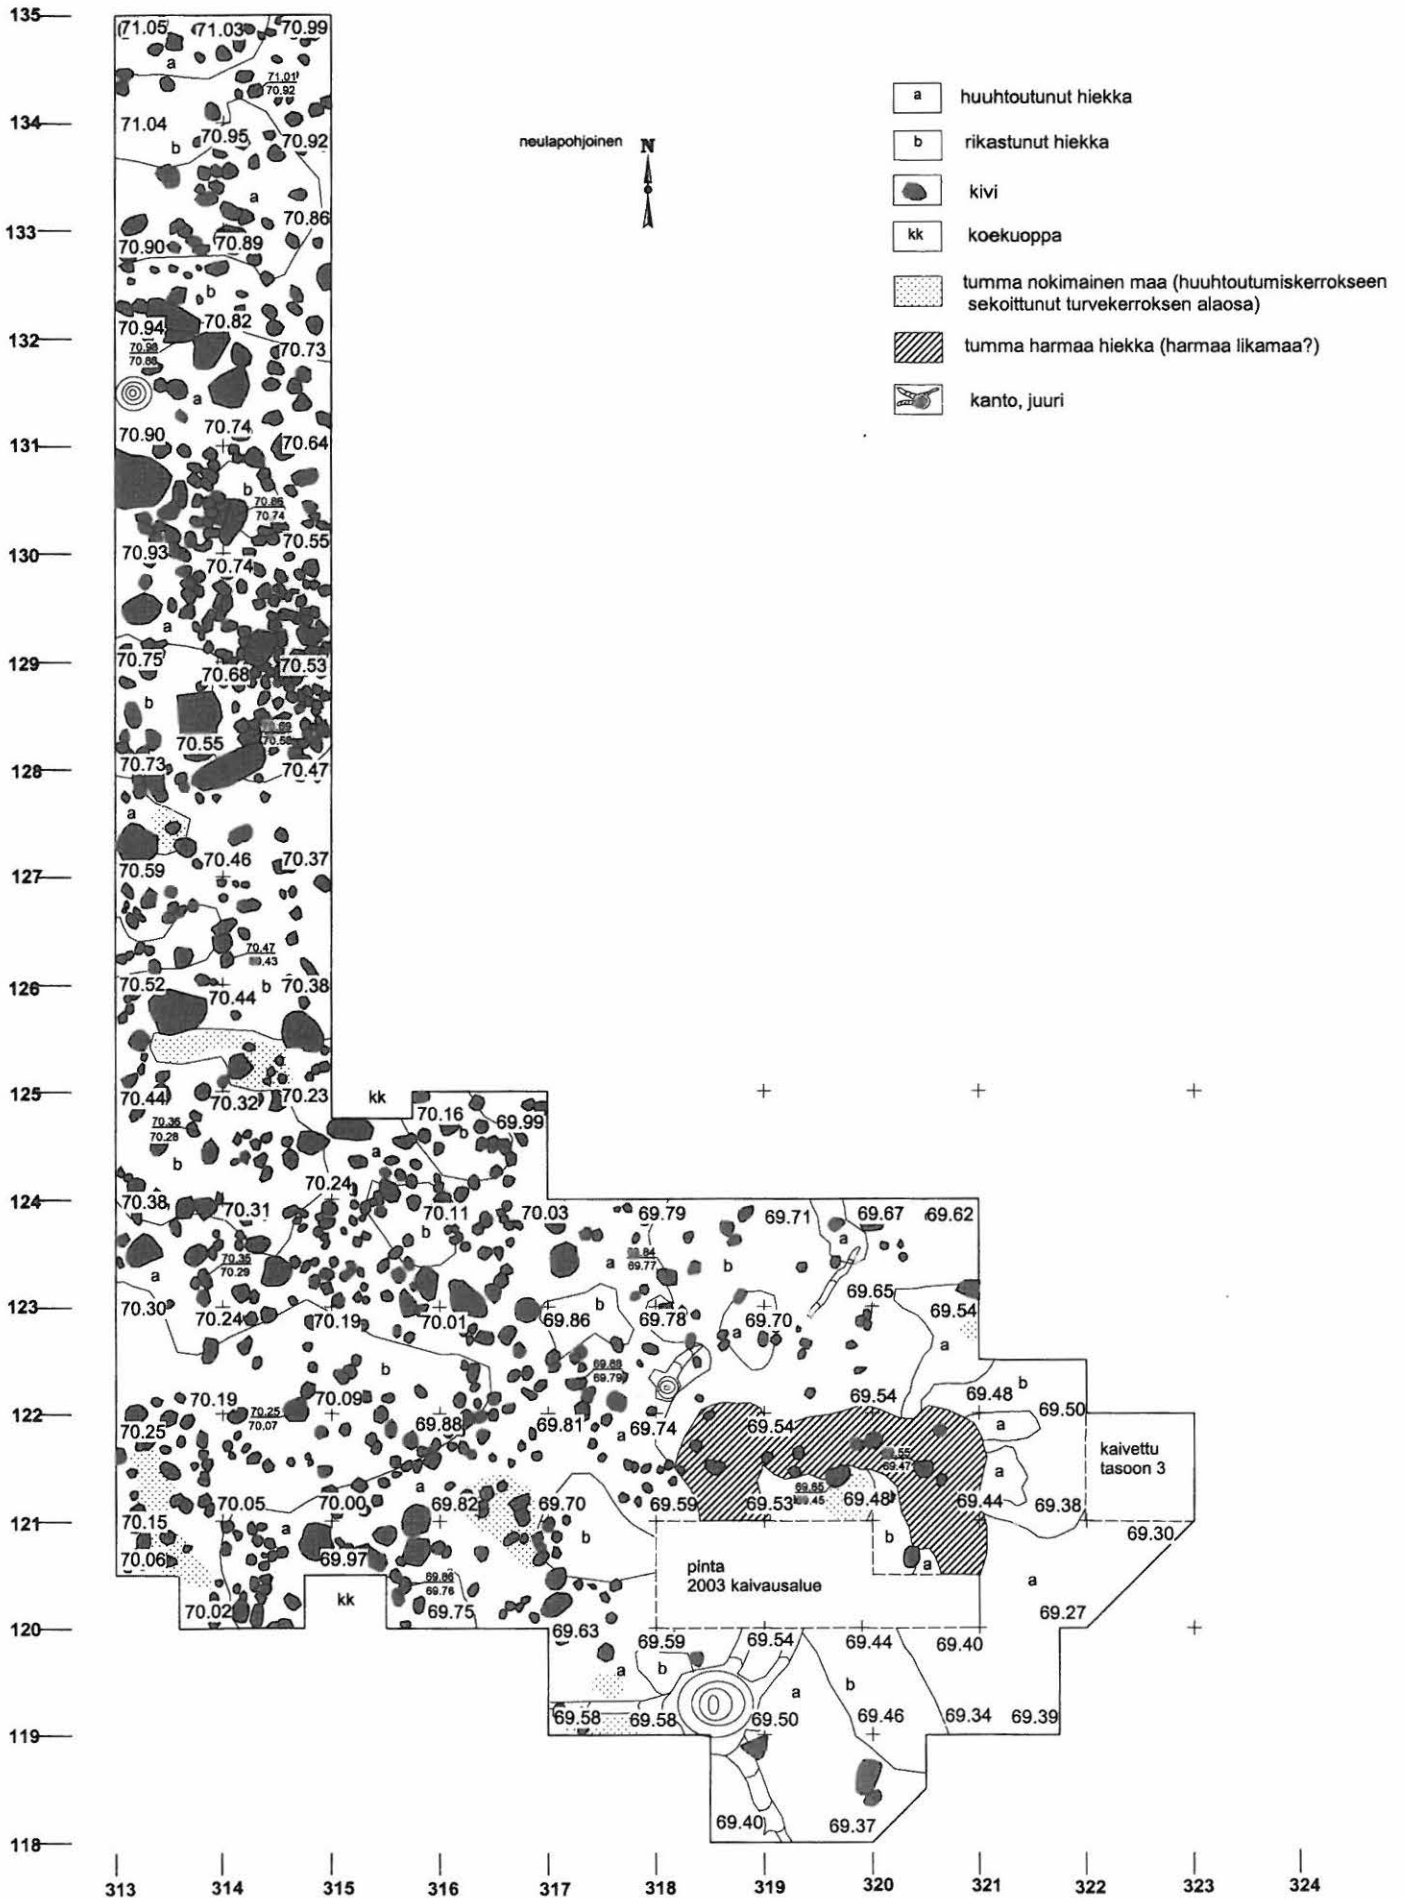 135
71.05 71.03 70.99
a
71.01
70.92
neulapohjoinen N
a huuhtoutunut hiekka
b rikastunut hiekka
kivi
kk koekuoppa
tumma nokimainen maa (huuhtoutumiskerrokseen
sekoittunut turvekerroksen alaosa)
tumma harmaa hiekka (harmaa likamaa?)
kanto, juuri
134
71.04 70.95 70.92
b
a
70.86
133
70.90 70.89
b
132
70.94 70.82
70.73
a
131
70.90 70.74 70.64
b
70.74
70.55
130
70.93
70.74
a
129
70.75 70.68 70.53
b
70.55
128
70.73 70.47
a
127
70.59 70.46 70.37
70.47
126
70.52 70.44 b 70.38
125
70.44 70.32 70.23 kk 70.16 69.99
70.28
b
b a
124
70.24
70.38 70.31 70.11 70.03 69.79 69.71 69.67 69.62
b
70.35
70.29
a
a b a
69.77
123
70.30 70.24 70.19 70.01 69.86 69.78 69.70 69.65 69.54
b
a
a
b
69.88
69.79
122
70.25 70.19 70.25
70.07 70.09 69.88 69.81 69.74 69.54 69.54 69.48 b 69.50
a
a
kaivettu
tasoon 3
69.47
a
a
121
70.15 70.05 70.00 69.82 69.70 69.59 69.53 69.48 69.44 69.38 69.30
a
b
b
a
70.06 69.97
pinta
2003 kaivausalue
69.76
kk
a
120
70.02 69.75 69.63 69.27
69.59 69.54 69.44 69.40
a b
a b
119
69.58 69.58 69.50 69.46 69.34 69.39
118
69.40 69.37
313 314 315 316 317 318 319 320 321 322 323 324